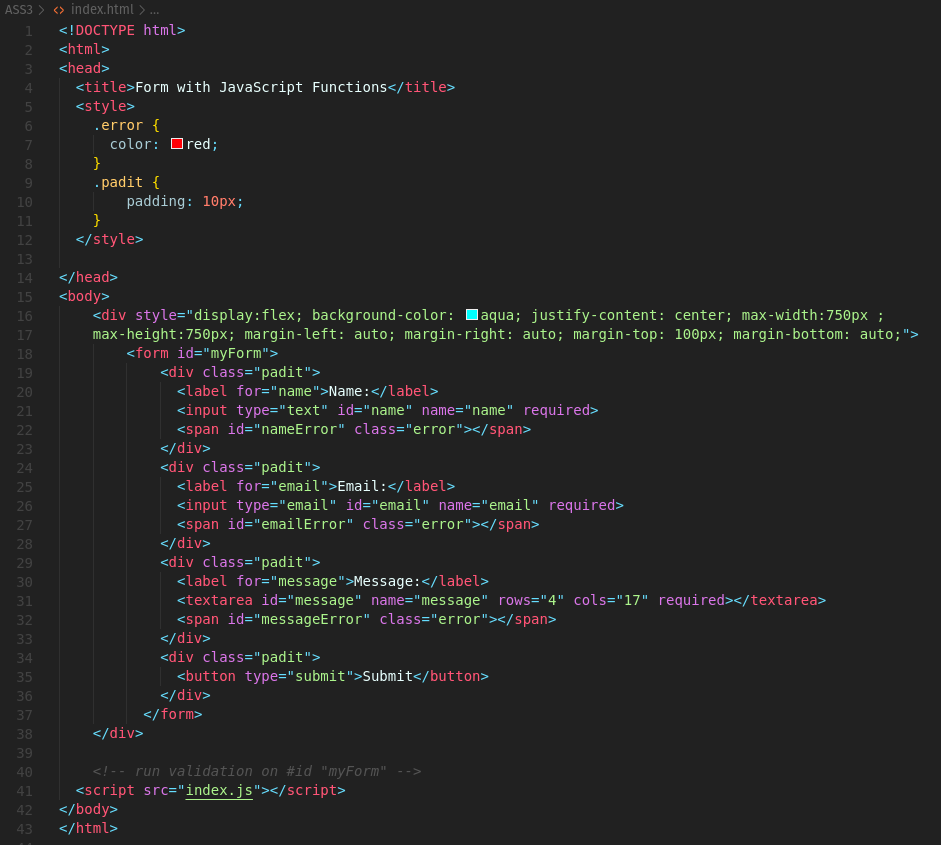 ASS3 > <> index.html > ...
1 <!DOCTYPE html>
2 <html>
3 <head>
4   <title>Form with JavaScript Functions</title>
5   <style>
6     .error {
7       color: red;
8     }
9     .padit {
10         padding: 10px;
11     }
12   </style>
13
14 </head>
15 <body>
16     <div style="display:flex; background-color: aqua; justify-content: center; max-width:750px ;
17     max-height:750px; margin-left: auto; margin-right: auto; margin-top: 100px; margin-bottom: auto;">
18         <form id="myForm">
19             <div class="padit">
20               <label for="name">Name:</label>
21               <input type="text" id="name" name="name" required>
22               <span id="nameError" class="error"></span>
23             </div>
24             <div class="padit">
25               <label for="email">Email:</label>
26               <input type="email" id="email" name="email" required>
27               <span id="emailError" class="error"></span>
28             </div>
29             <div class="padit">
30               <label for="message">Message:</label>
31               <textarea id="message" name="message" rows="4" cols="17" required></textarea>
32               <span id="messageError" class="error"></span>
33             </div>
34             <div class="padit">
35               <button type="submit">Submit</button>
36             </div>
37           </form>
38     </div>
39
40     <!-- run validation on #id "myForm" -->
41   <script src="index.js"></script>
42 </body>
43 </html>